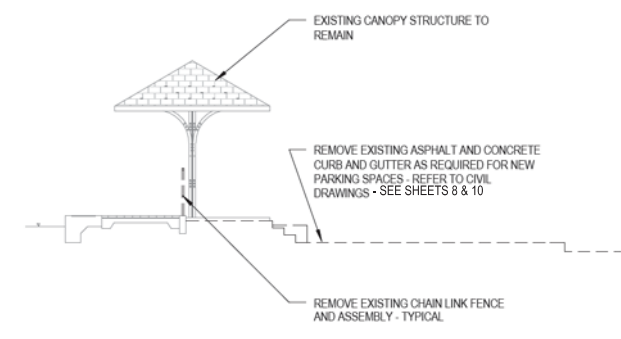 EXISTING CANOPY STRUCTURE TO
REMAIN
REMOVE EXISTING ASPHALT AND CONCRETE
CURB AND GUTTER AS REQUIRED FOR NEW
PARKING SPACES - REFER TO CIVIL
DRAWINGS - SEE SHEETS 8 & 10
REMOVE EXISTING CHAIN LINK FENCE
AND ASSEMBLY - TYPICAL